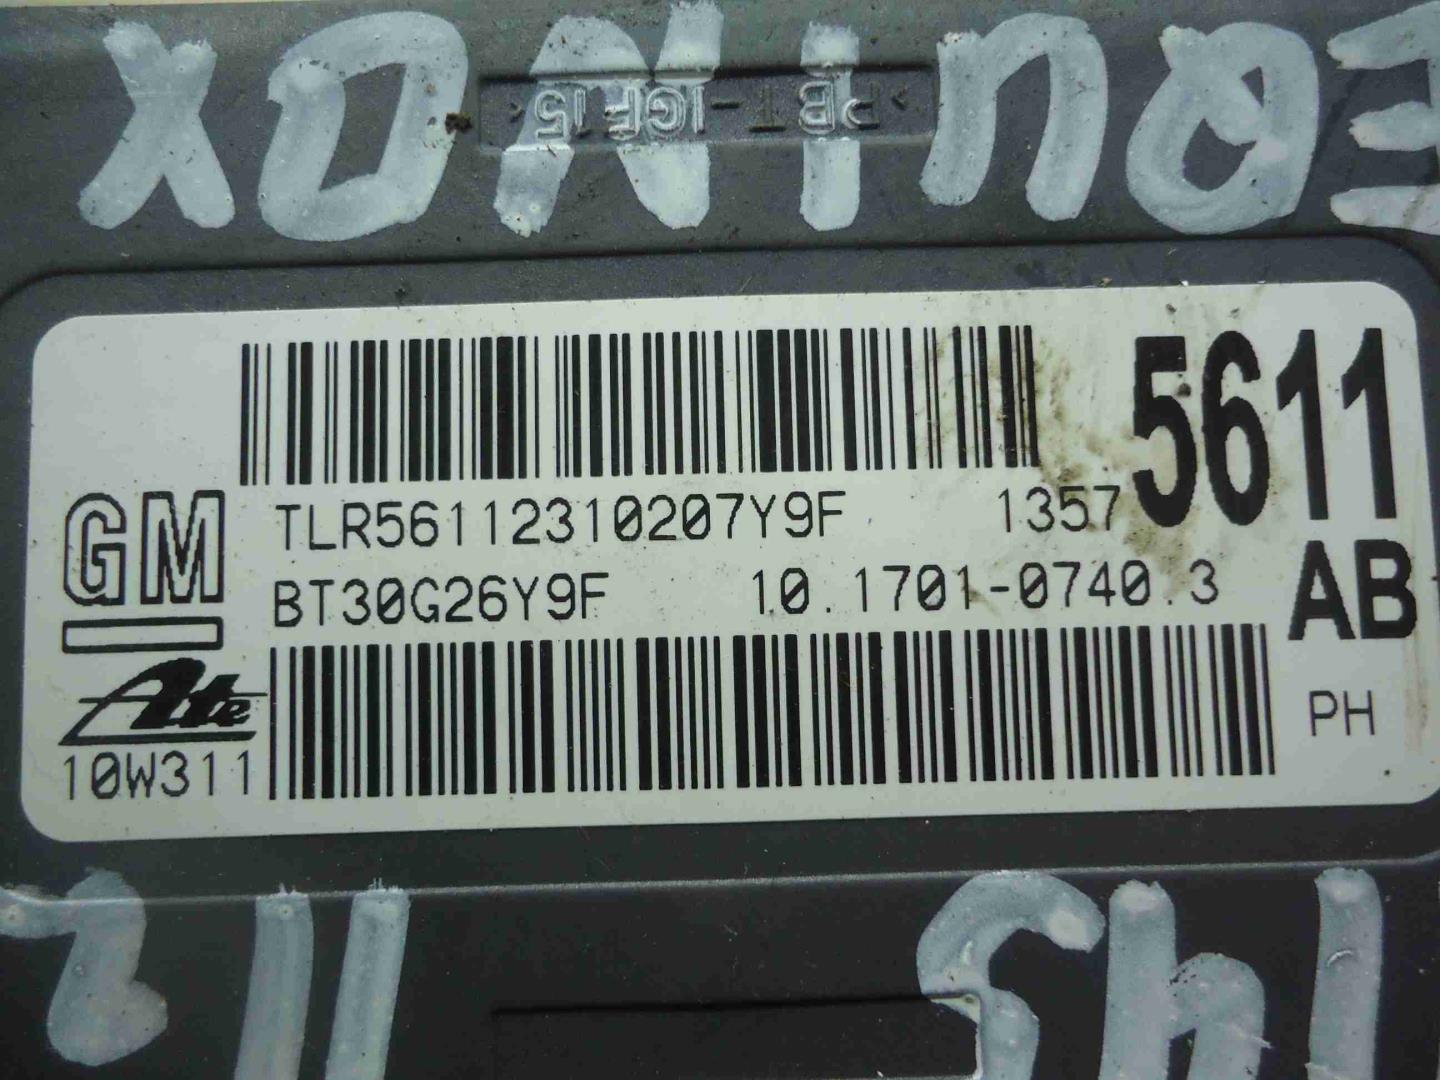 EQUINOX
>PBT-IGF15<
5611
TLR56112310207Y9F 1357
GM
BT30G26Y9F 10.1701-0740.3
AB
Ate
PH
10W311